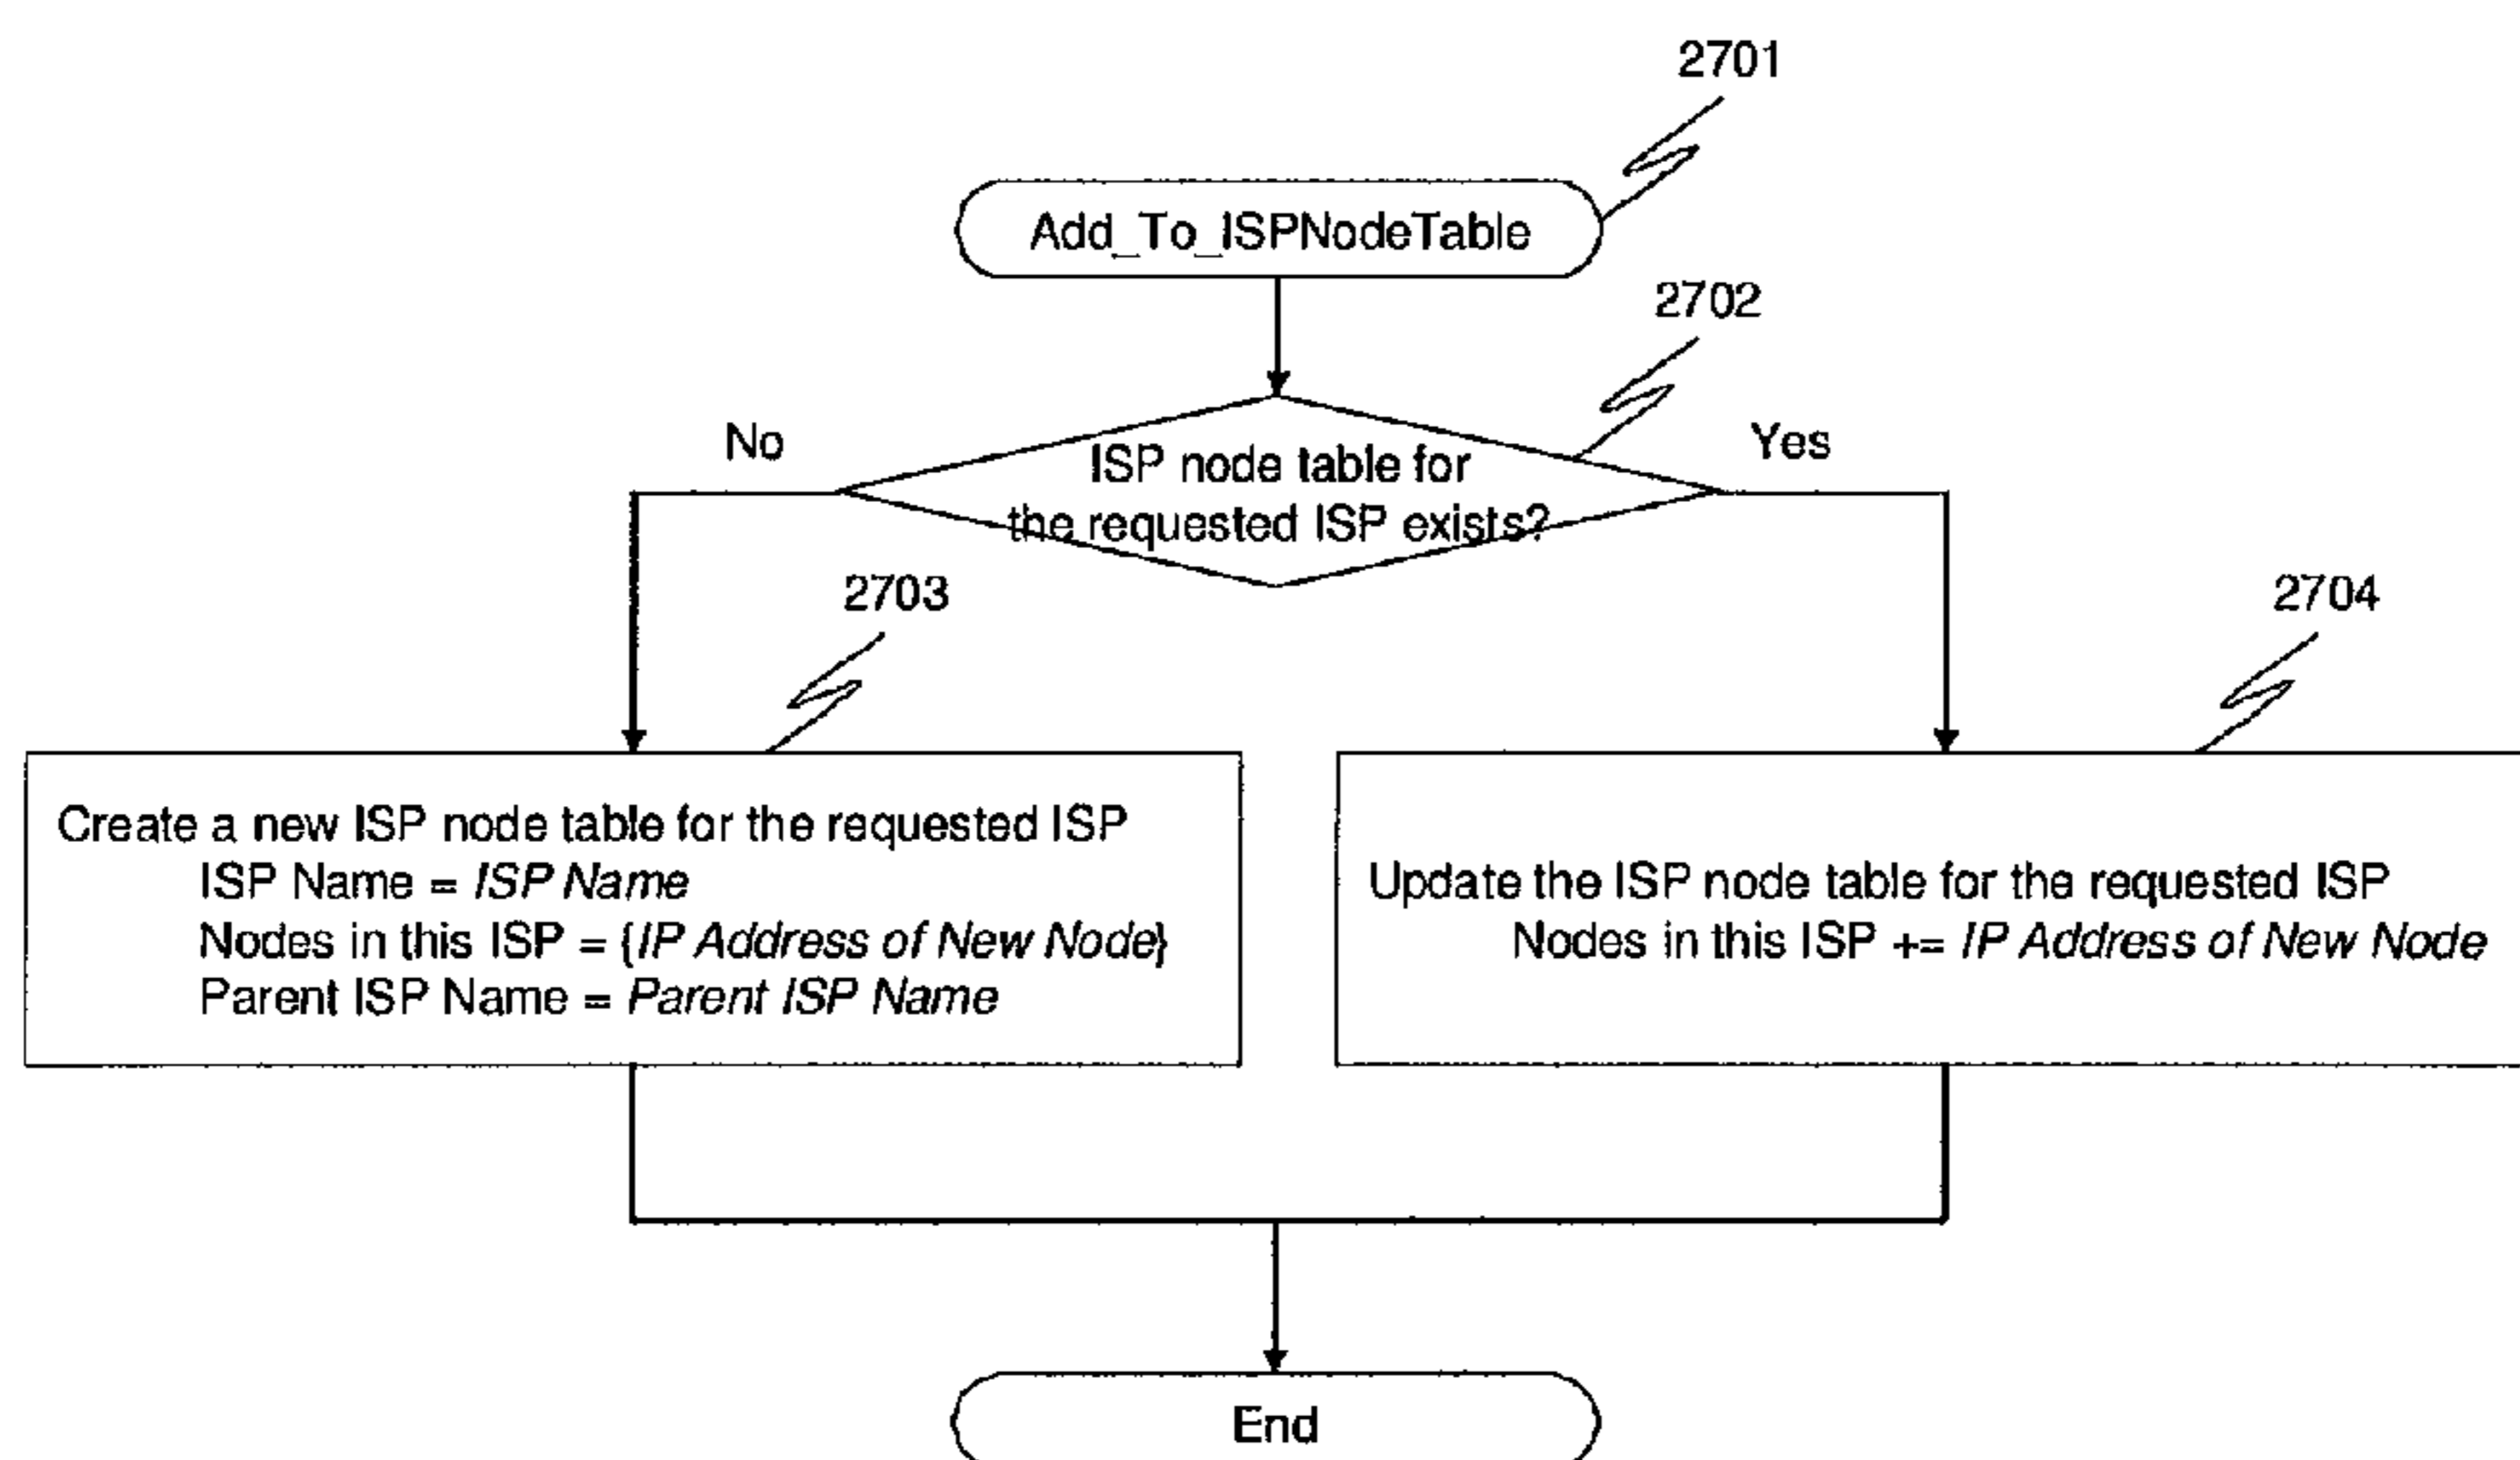 2701
Add_To_ISPNodeTable
2702
No
Yes
ISP node table for
the requested ISP exists?
2703
2704
Create a new ISP node table for the requested ISP
ISP Name = ISP Name
Nodes in this ISP = {IP Address of New Node}
Parent ISP Name = Parent ISP Name
Update the ISP node table for the requested ISP
Nodes in this ISP += IP Address of New Node
End